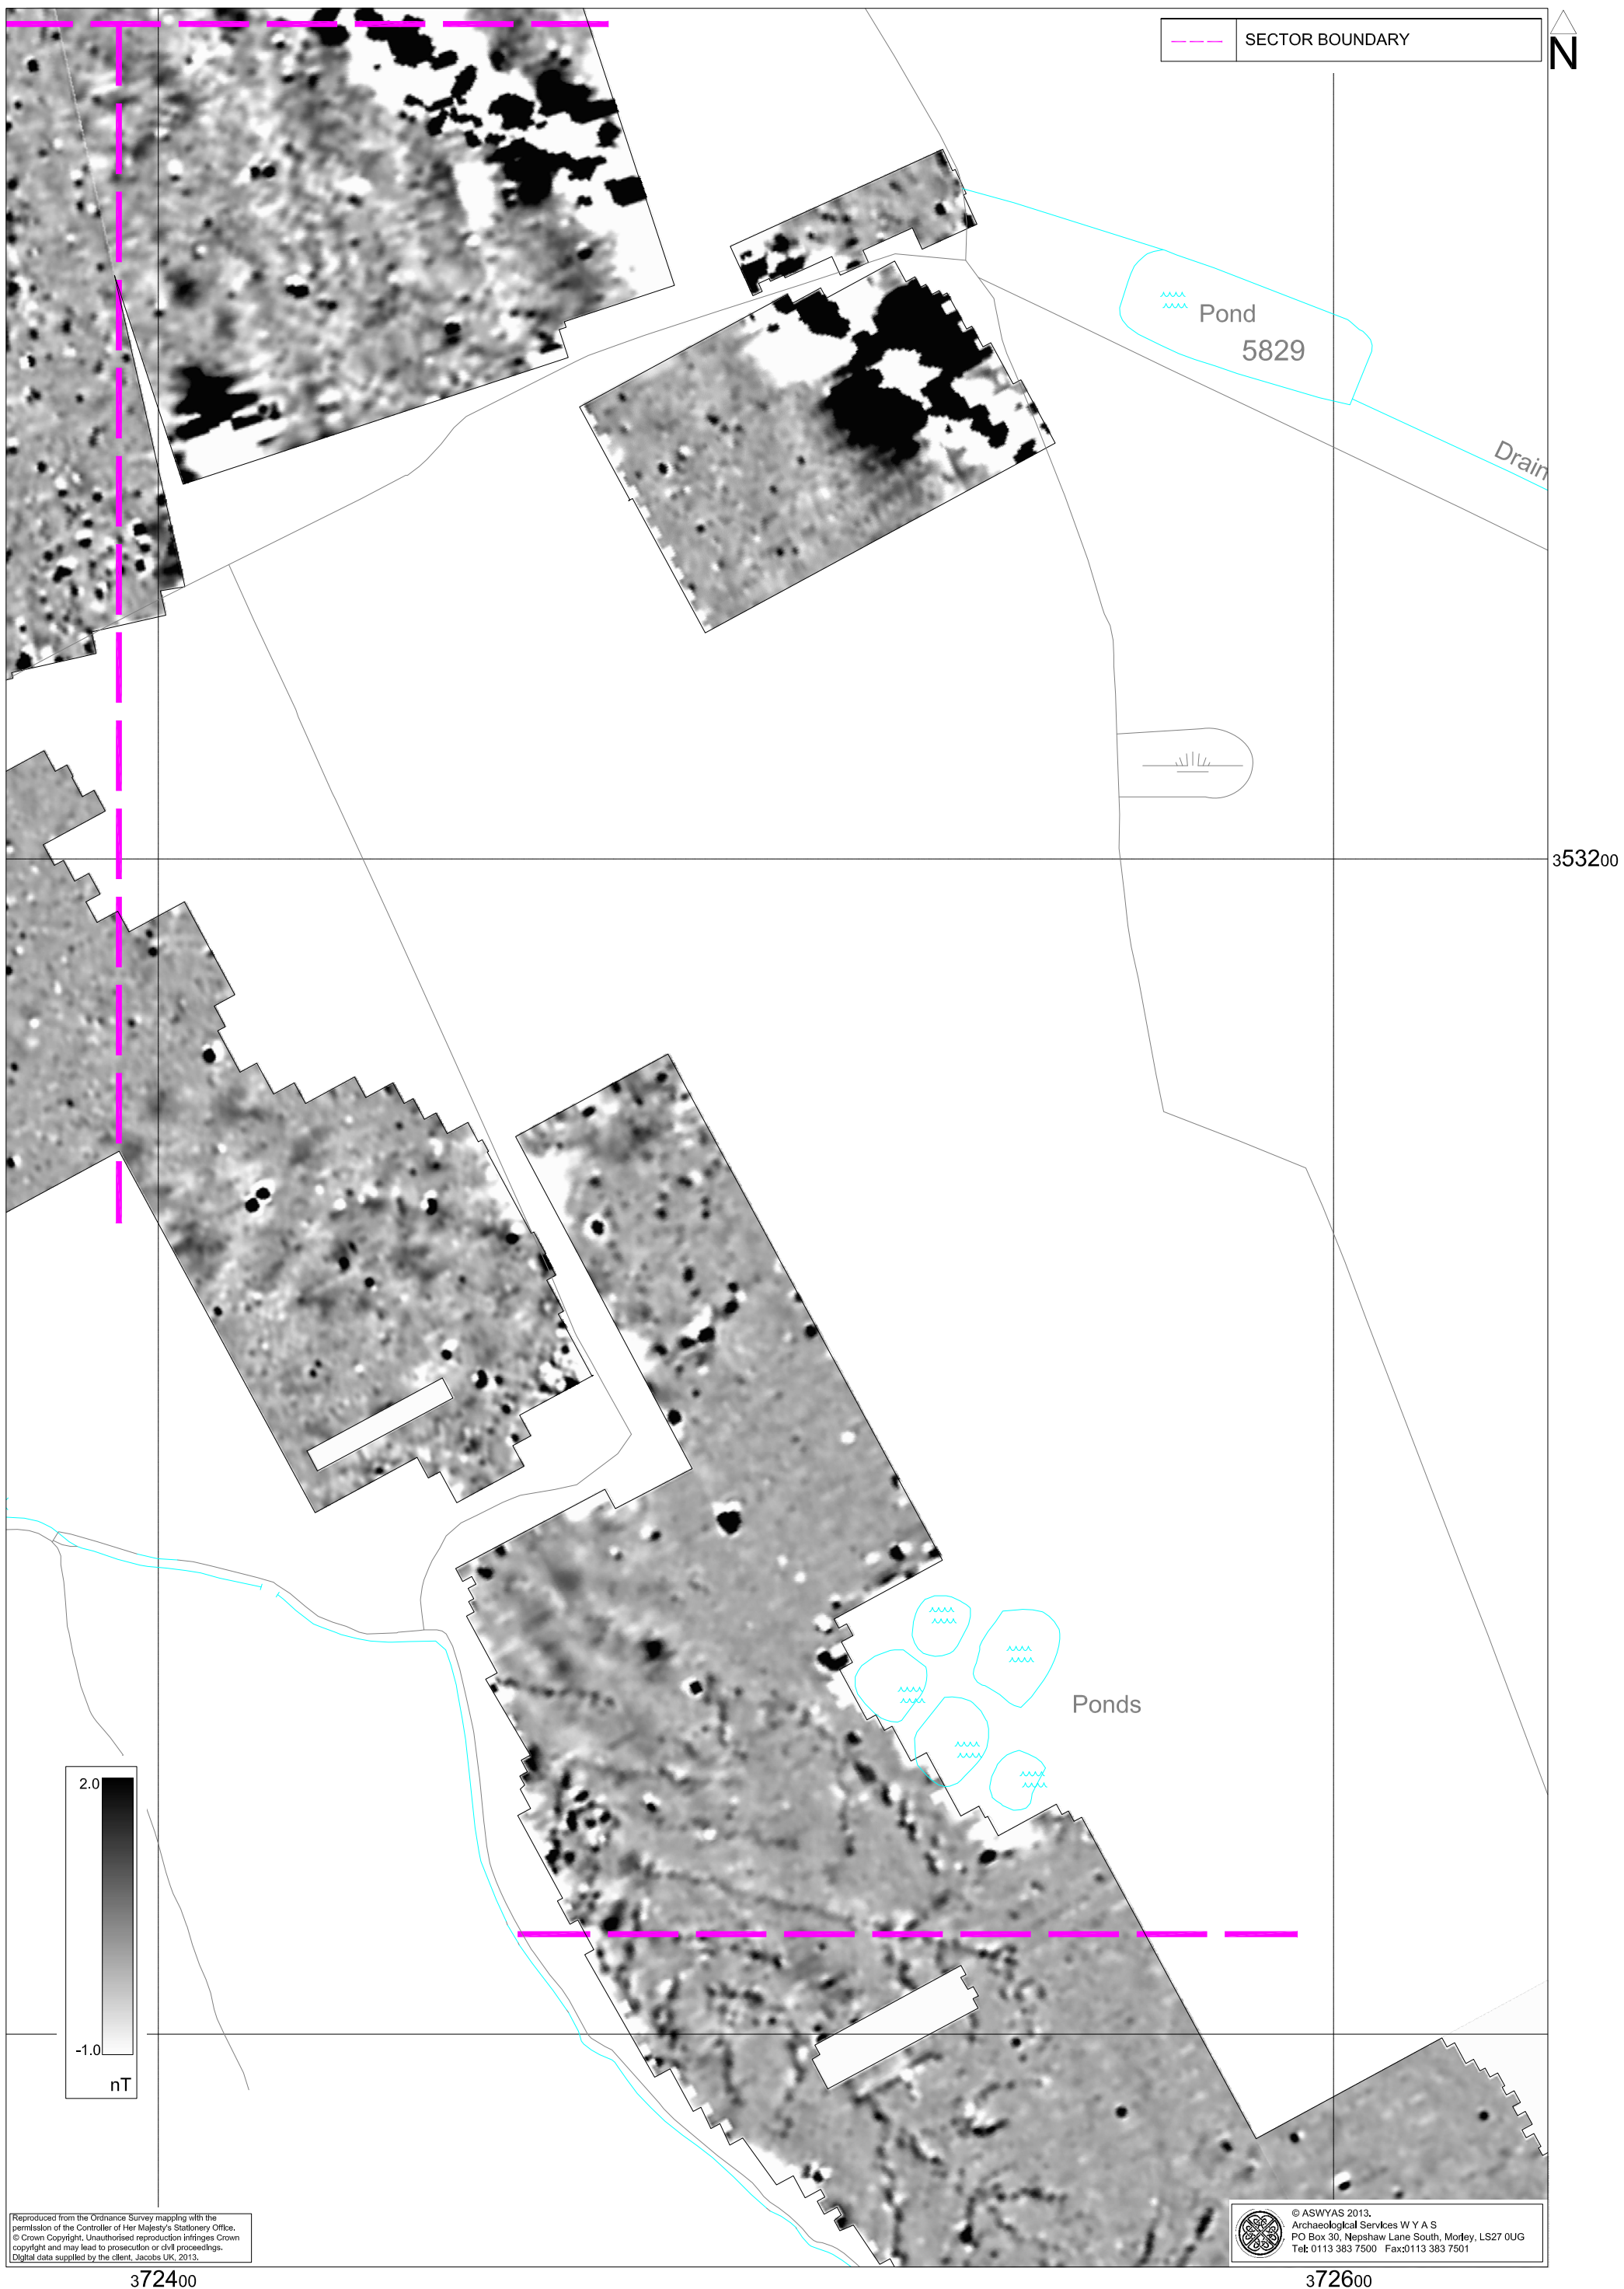 SECTOR BOUNDARY
N
Pond
5829
Drain
353200
Ponds
2.0
-1.0
nT
Reproduced from the Ordnance Survey mapping with the
permission of the Controller of Her Majesty's Stationery Office.
© Crown Copyright. Unauthorised reproduction infringes Crown
copyright and may lead to prosecution or civil proceedings.
Digital data supplied by the client, Jacobs UK, 2013.
© ASWYAS 2013.
Archaeological Services W Y A S
PO Box 30, Nepshaw Lane South, Morley, LS27 0UG
Tel: 0113 383 7500 Fax:0113 383 7501
372400
372600